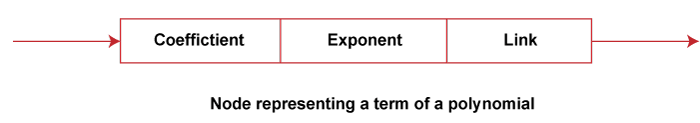 Coeffictient Exponent Link
Node representing a term of a polynomial